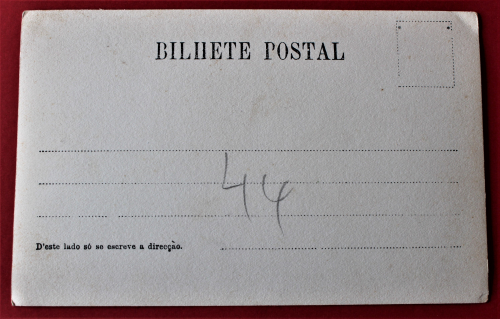 BILHETE POSTAL
44
D'este lado só se escreve a direcção.